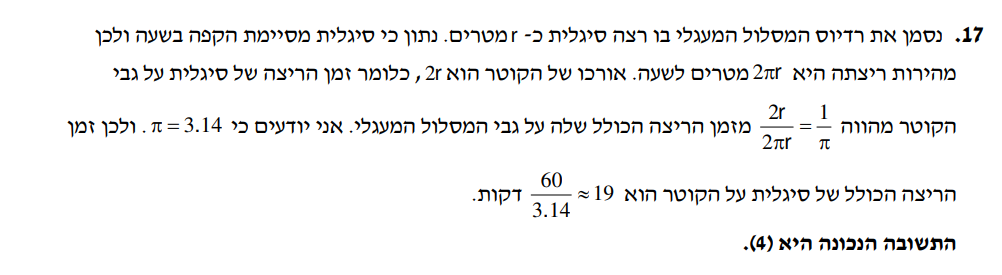 17. נסמן את רדיוס המסלול המעגלי בו רצה סיגלית כ- r מטרים. נתון כי סיגלית מסיימת הקפה בשעה ולכן
מהירות ריצתה היא 2πr מטרים לשעה. אורכו של הקוטר הוא 2r, כלומר זמן הריצה של סיגלית על גבי
הקוטר מהווה 2r/2πr = 1/π מזמן הריצה הכולל שלה על גבי המסלול המעגלי. אני יודעים כי π = 3.14. ולכן זמן
הריצה הכולל של סיגלית על הקוטר הוא 60/3.14 ≈ 19 דקות.
התשובה הנכונה היא (4).